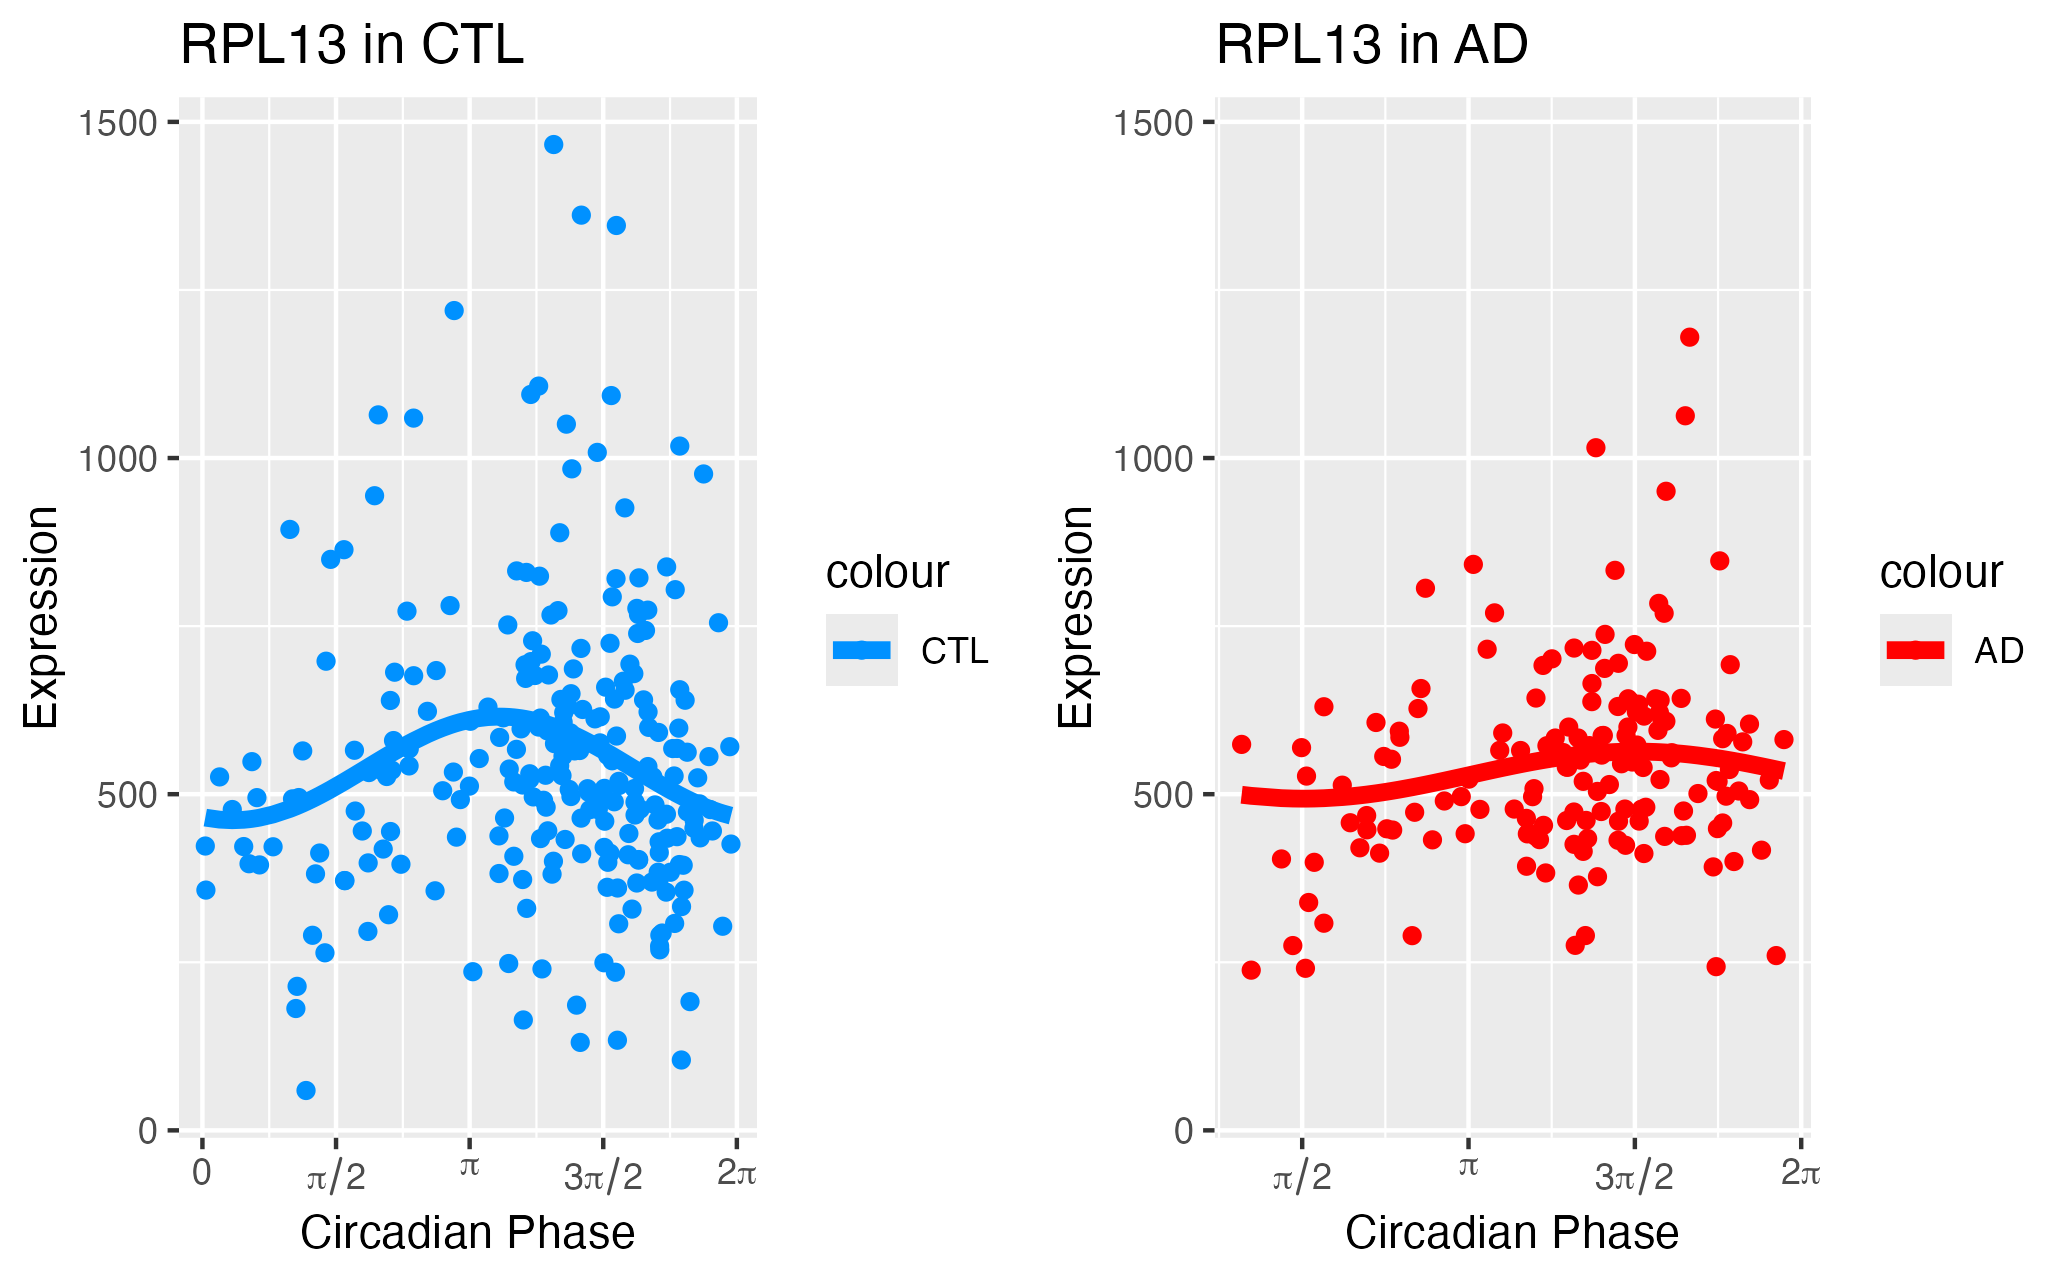 RPL13 in CTL
1500
1000
500
0
Expression
0
π/2
π
3π/2
2π
Circadian Phase
colour
CTL
RPL13 in AD
1500
1000
500
0
Expression
π/2
π
3π/2
2π
Circadian Phase
colour
AD